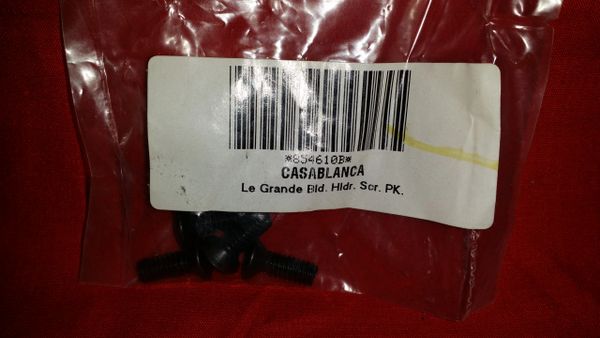 *854610B*
CASABLANCA
Le Grande Bld. Hldr. Scr. PK.